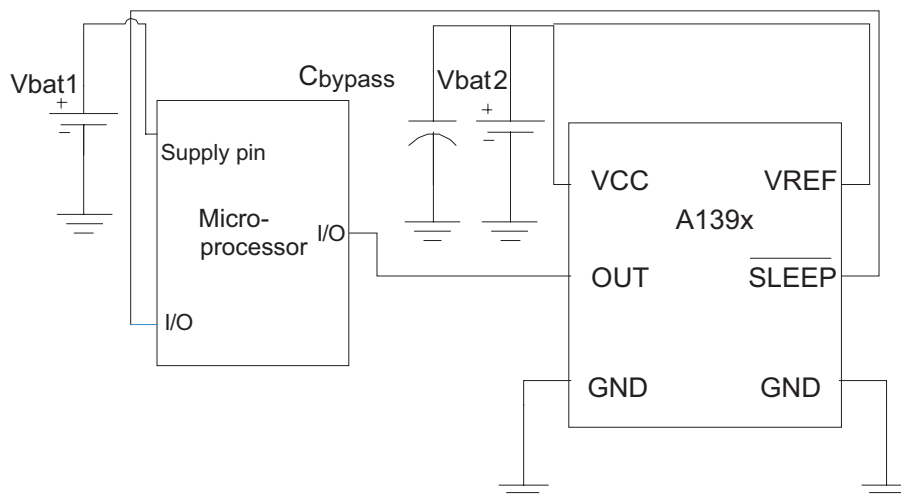 Vbat1
+
-
Cbypass
Vbat2
+
-
Supply pin
Micro-
processor
I/O
I/O
VCC
VREF
A139x
OUT
SLEEP
GND
GND